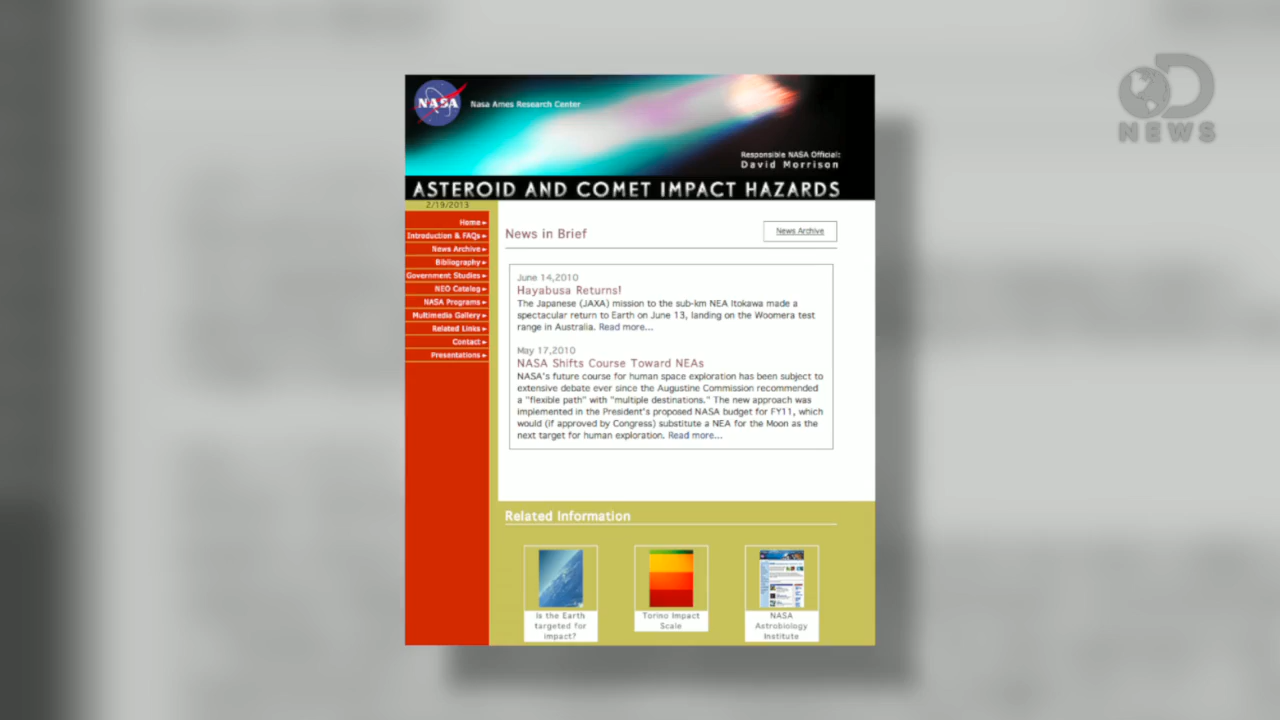 NASA
Nasa Ames Research Center
D
NEWS
Responsible NASA Official:
David Morrison
ASTEROID AND COMET IMPACT HAZARDS
2/19/2013
Home
Introduction & FAQs
News Archive
Bibliography
Government Studies
NEO Catalog
NASA Programs
Multimedia Gallery
Related Links
Contact
Presentations
News in Brief
News Archive
June 14,2010
Hayabusa Returns!
The Japanese (JAXA) mission to the sub-km NEA Itokawa made a
spectacular return to Earth on June 13, landing on the Woomera test
range in Australia. Read more...
May 17,2010
NASA Shifts Course Toward NEAs
NASA's future course for human space exploration has been subject to
extensive debate ever since the Augustine Commission recommended
a "flexible path" with "multiple destinations." The new approach was
implemented in the President's proposed NASA budget for FY11, which
would (if approved by Congress) substitute a NEA for the Moon as the
next target for human exploration. Read more...
Related Information
Is the Earth
targeted for
impact?
Torino Impact
Scale
NASA
Astrobiology
Institute